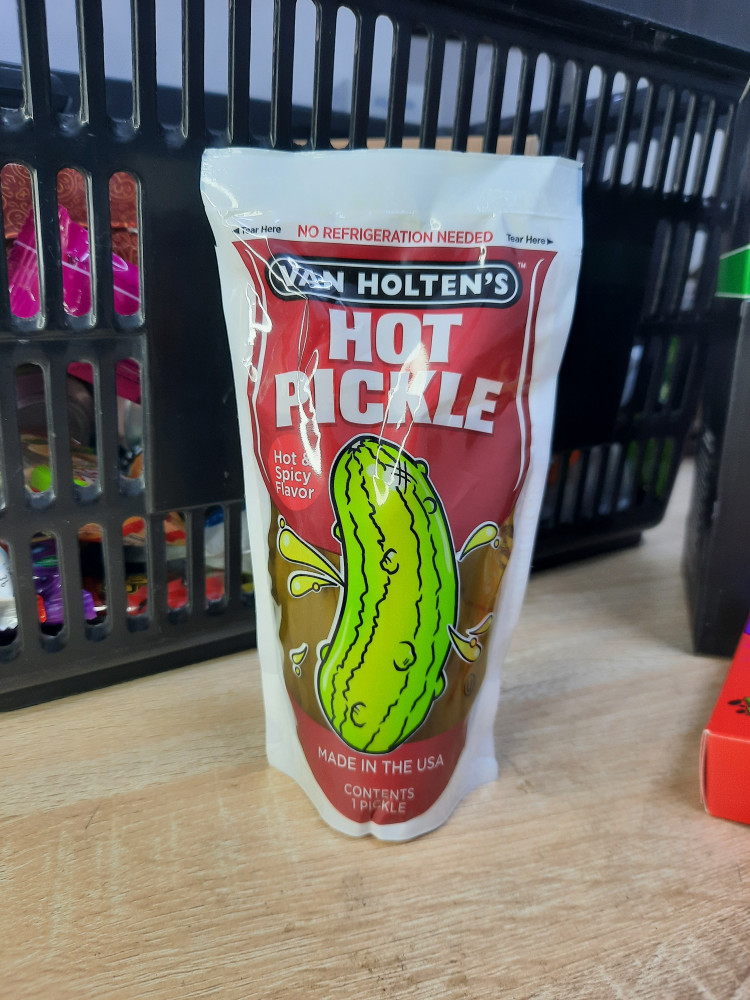 ◀Tear Here NO REFRIGERATION NEEDED Tear Here▶
VAN HOLTEN'S™
HOT
PICKLE
Hot &
Spicy
Flavor
MADE IN THE USA
CONTENTS
1 PICKLE